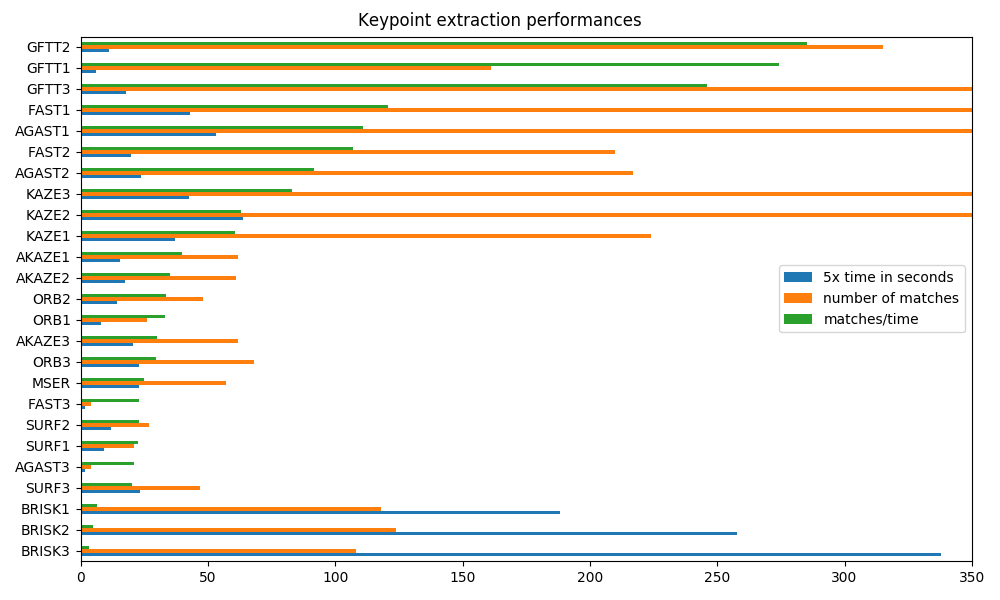 Keypoint extraction performances
GFTT2
GFTT1
GFTT3
FAST1
AGAST1
FAST2
AGAST2
KAZE3
KAZE2
KAZE1
AKAZE1
AKAZE2
ORB2
ORB1
AKAZE3
ORB3
MSER
FAST3
SURF2
SURF1
AGAST3
SURF3
BRISK1
BRISK2
BRISK3
5x time in seconds
number of matches
matches/time
0 50 100 150 200 250 300 350